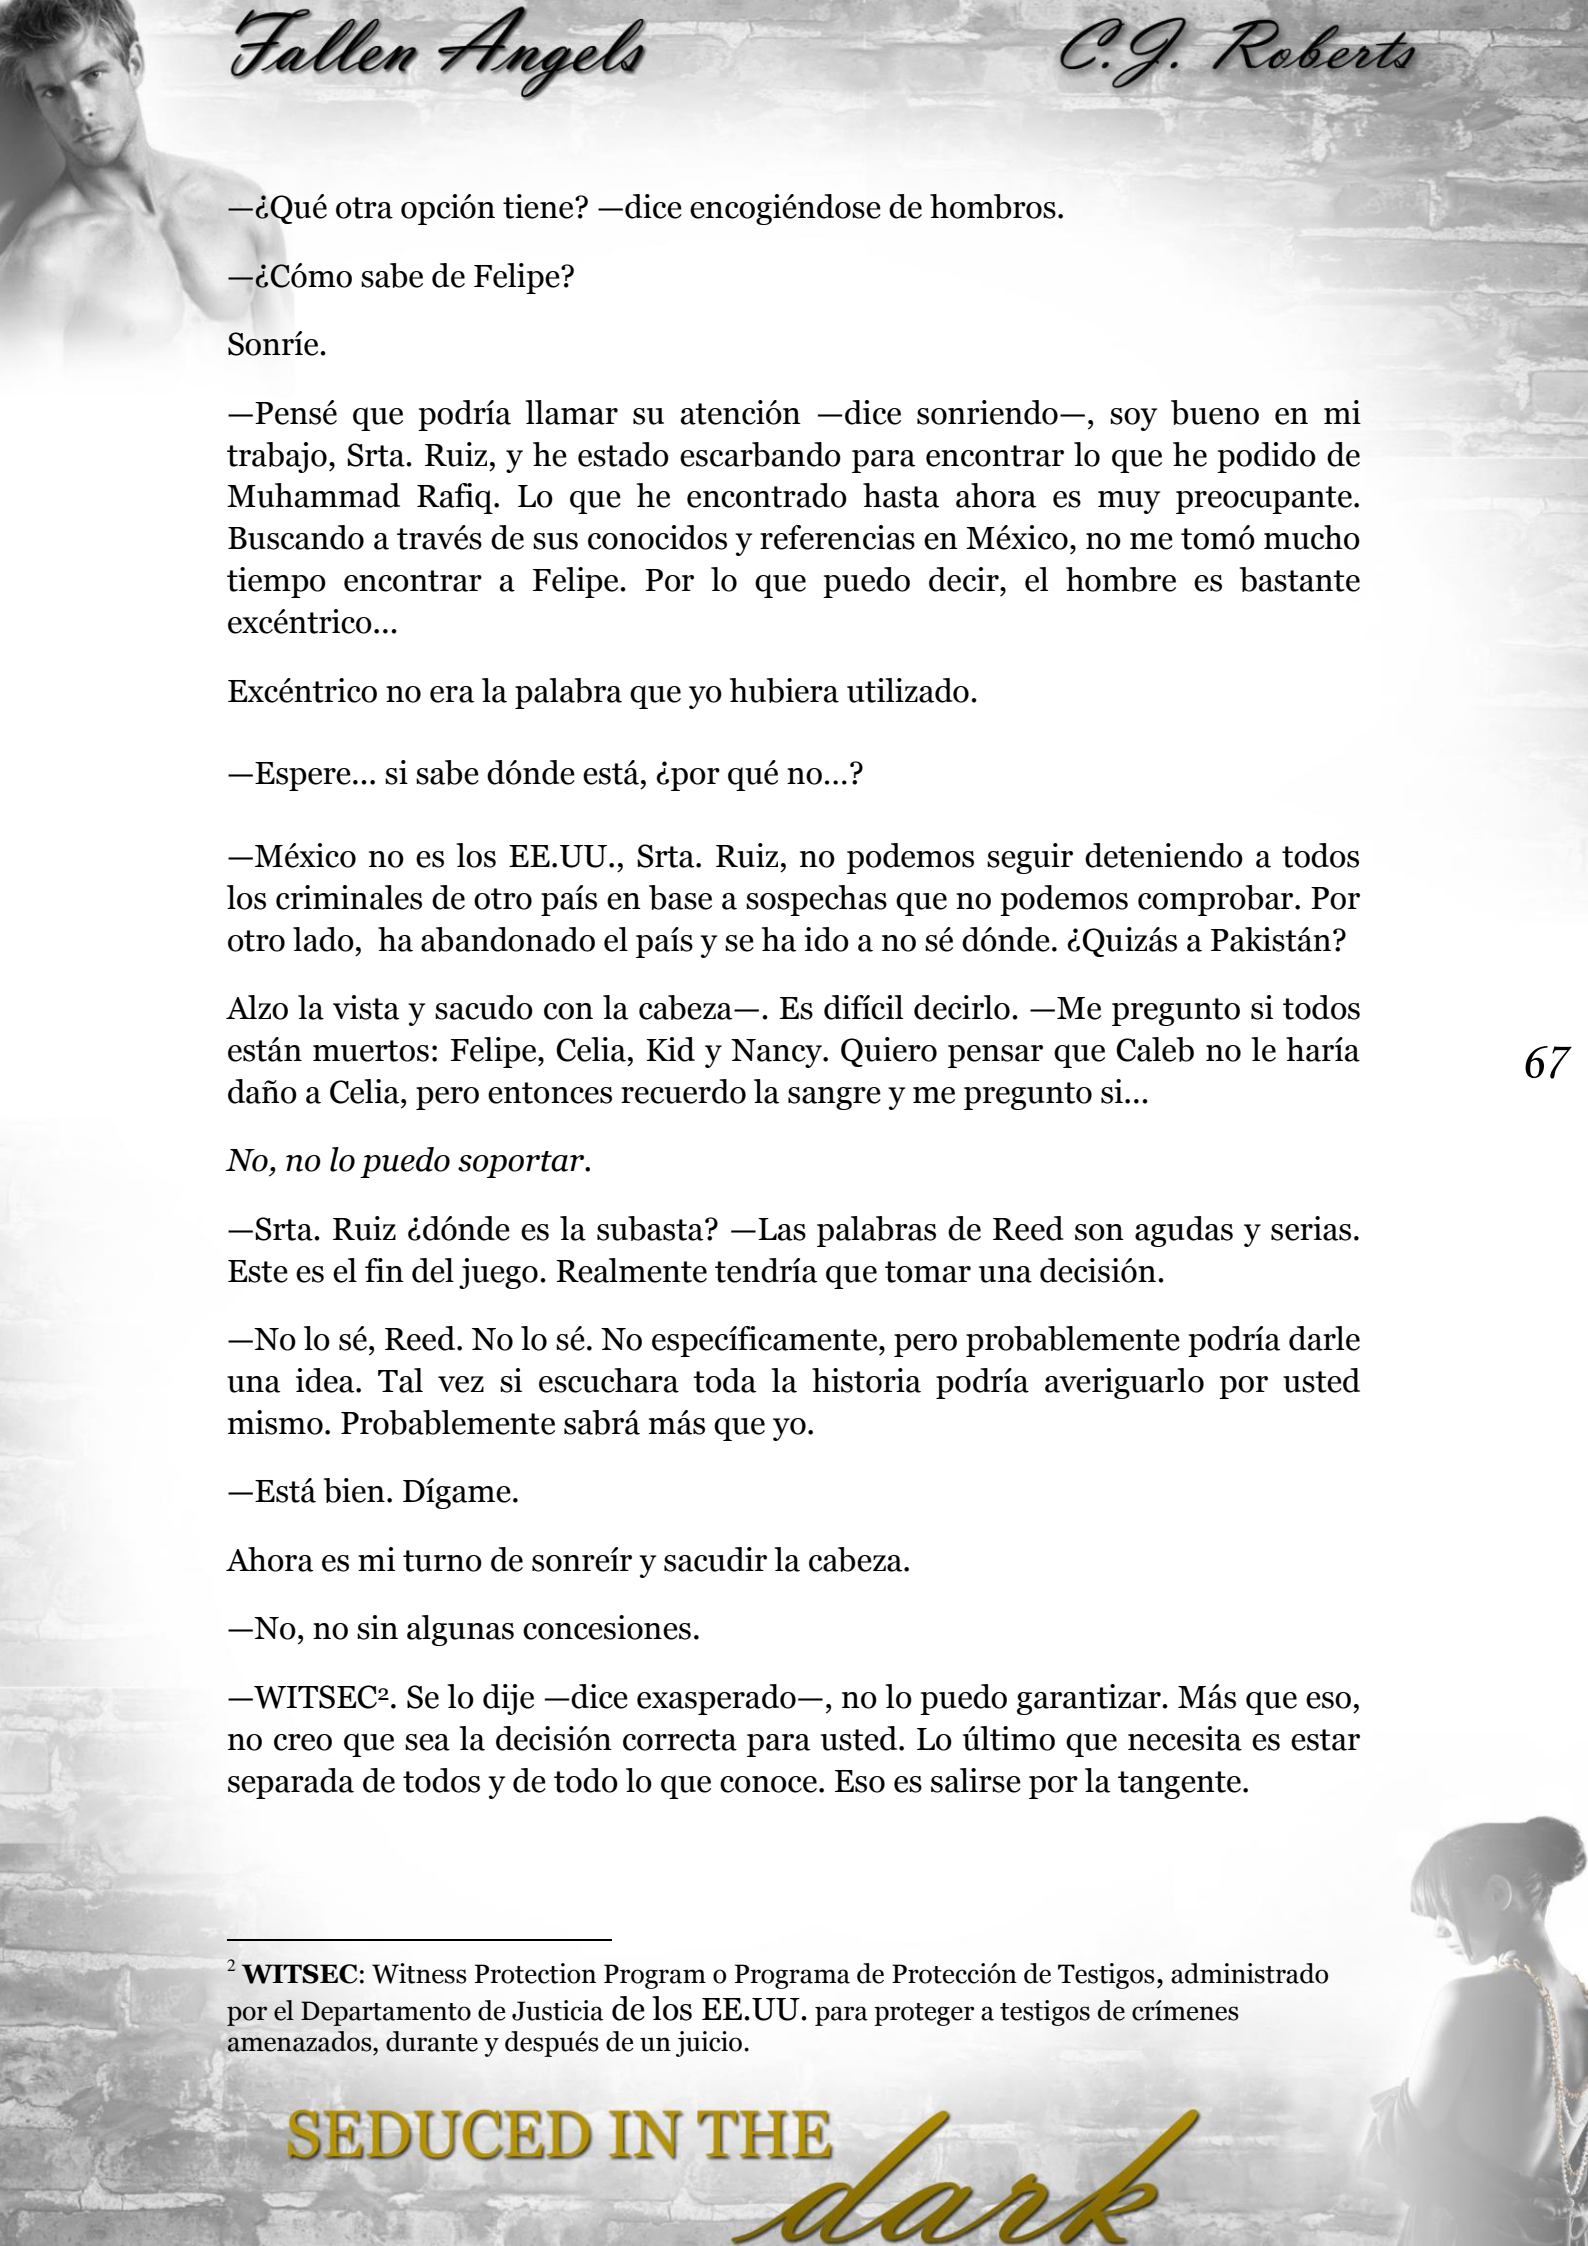 Fallen Angels C.J. Roberts
—¿Qué otra opción tiene? —dice encogiéndose de hombros.
—¿Cómo sabe de Felipe?
Sonríe.
—Pensé que podría llamar su atención —dice sonriendo—, soy bueno en mi
trabajo, Srta. Ruiz, y he estado escarbando para encontrar lo que he podido de
Muhammad Rafiq. Lo que he encontrado hasta ahora es muy preocupante.
Buscando a través de sus conocidos y referencias en México, no me tomó mucho
tiempo encontrar a Felipe. Por lo que puedo decir, el hombre es bastante
excéntrico...
Excéntrico no era la palabra que yo hubiera utilizado.
—Espere... si sabe dónde está, ¿por qué no...?
—México no es los EE.UU., Srta. Ruiz, no podemos seguir deteniendo a todos
los criminales de otro país en base a sospechas que no podemos comprobar. Por
otro lado,  ha abandonado el país y se ha ido a no sé dónde. ¿Quizás a Pakistán?
Alzo la vista y sacudo con la cabeza—. Es difícil decirlo. —Me pregunto si todos
están muertos: Felipe, Celia, Kid y Nancy. Quiero pensar que Caleb no le haría
daño a Celia, pero entonces recuerdo la sangre y me pregunto si...
67
No, no lo puedo soportar.
—Srta. Ruiz ¿dónde es la subasta? —Las palabras de Reed son agudas y serias.
Este es el fin del juego. Realmente tendría que tomar una decisión.
—No lo sé, Reed. No lo sé. No específicamente, pero probablemente podría darle
una idea. Tal vez si escuchara toda la historia podría averiguarlo por usted
mismo. Probablemente sabrá más que yo.
—Está bien. Dígame.
Ahora es mi turno de sonreír y sacudir la cabeza.
—No, no sin algunas concesiones.
—WITSEC². Se lo dije —dice exasperado—, no lo puedo garantizar. Más que eso,
no creo que sea la decisión correcta para usted. Lo último que necesita es estar
separada de todos y de todo lo que conoce. Eso es salirse por la tangente.
² WITSEC: Witness Protection Program o Programa de Protección de Testigos, administrado
por el Departamento de Justicia de los EE.UU. para proteger a testigos de crímenes
amenazados, durante y después de un juicio.
SEDUCED IN THE
dark